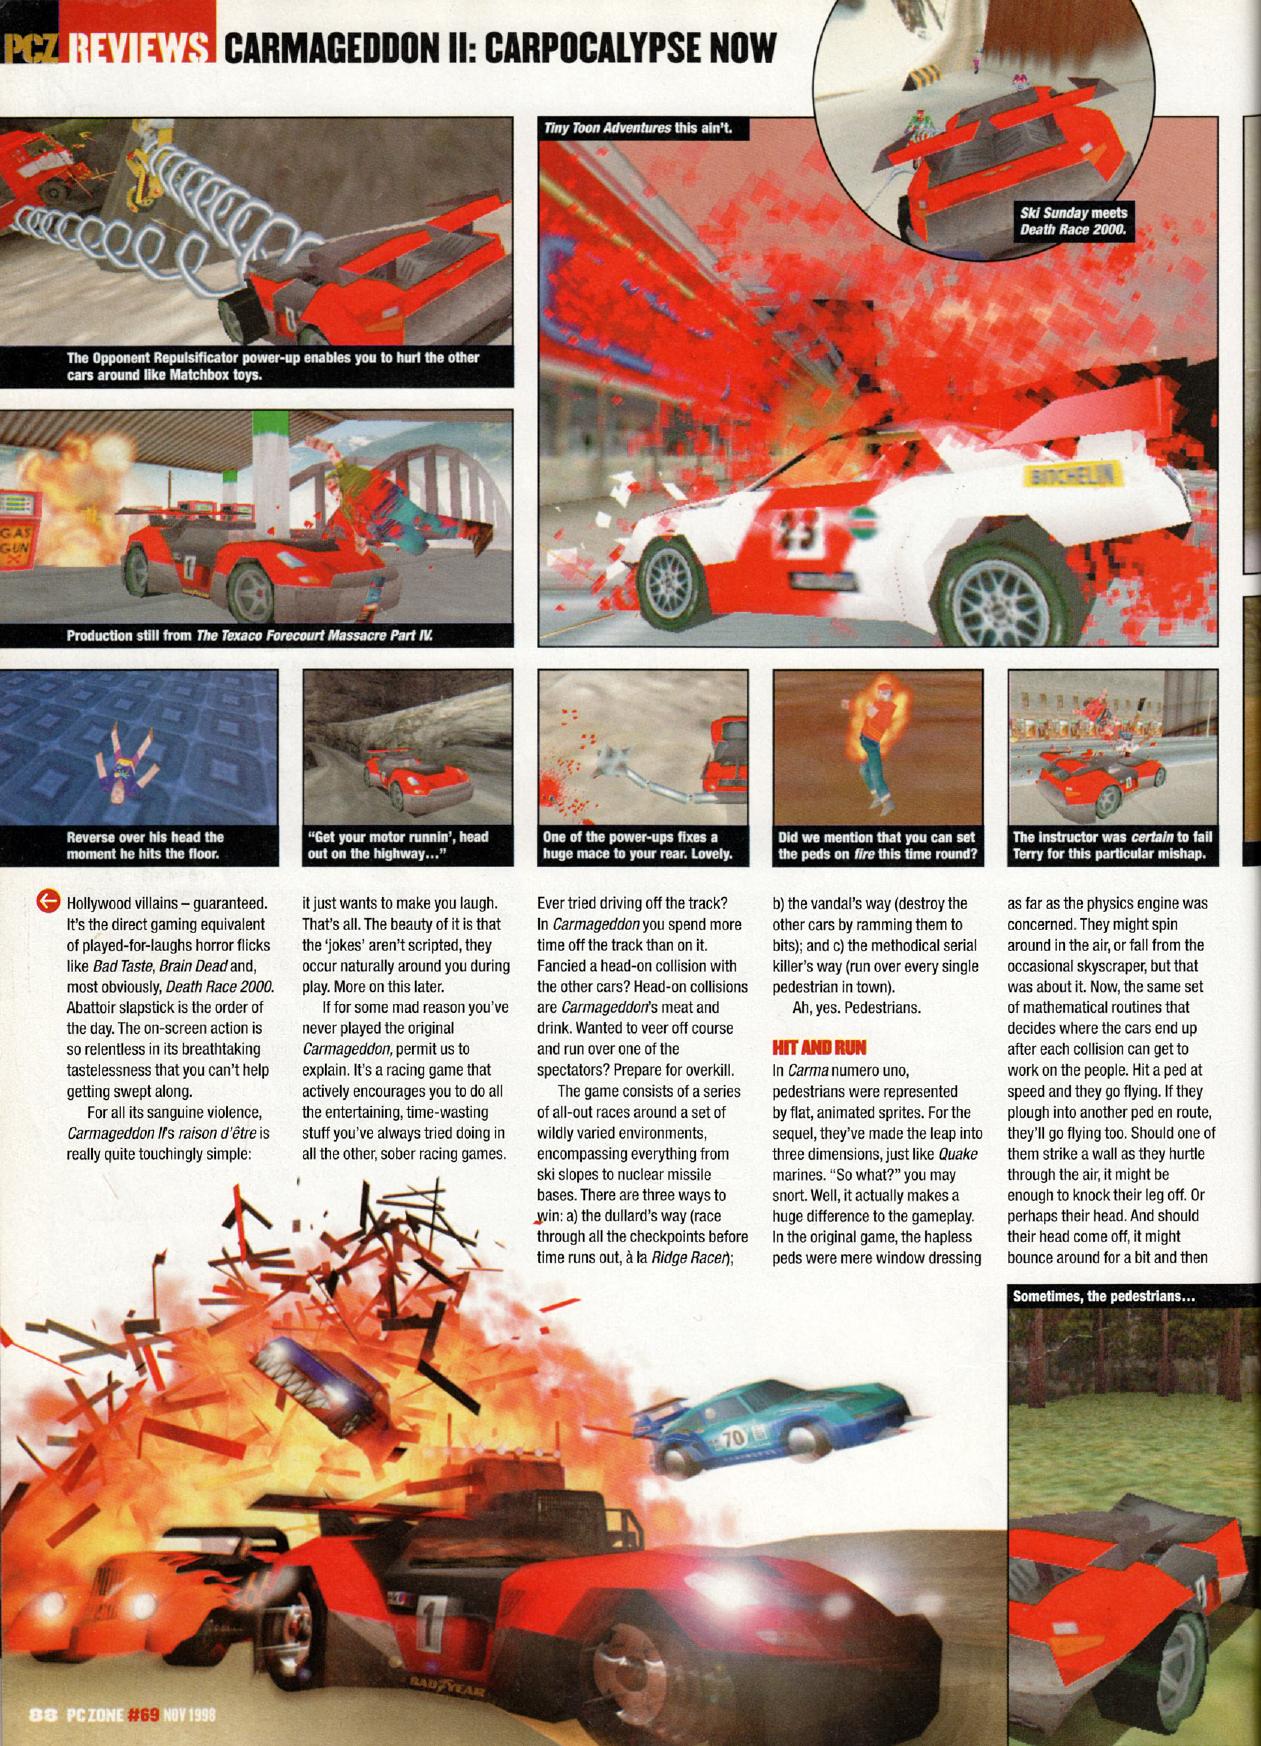 PCZ REVIEWS CARMAGEDDON II: CARPOCALYPSE NOW
Tiny Toon Adventures this ain't.
Ski Sunday meets
Death Race 2000.
The Opponent Repulsificator power-up enables you to hurl the other
cars around like Matchbox toys.
BITCHELIN
23
GAS
GUN
1
Production still from The Texaco Forecourt Massacre Part IV.
Reverse over his head the
moment he hits the floor.
"Get your motor runnin', head
out on the highway..."
One of the power-ups fixes a
huge mace to your rear. Lovely.
Did we mention that you can set
the peds on fire this time round?
The instructor was certain to fail
Terry for this particular mishap.
Hollywood villains – guaranteed.
It's the direct gaming equivalent
of played-for-laughs horror flicks
like Bad Taste, Brain Dead and,
most obviously, Death Race 2000.
Abattoir slapstick is the order of
the day. The on-screen action is
so relentless in its breathtaking
tastelessness that you can't help
getting swept along.
For all its sanguine violence,
Carmageddon II's raison d'être is
really quite touchingly simple:
it just wants to make you laugh.
That's all. The beauty of it is that
the 'jokes' aren't scripted, they
occur naturally around you during
play. More on this later.
If for some mad reason you've
never played the original
Carmageddon, permit us to
explain. It's a racing game that
actively encourages you to do all
the entertaining, time-wasting
stuff you've always tried doing in
all the other, sober racing games.
Ever tried driving off the track?
In Carmageddon you spend more
time off the track than on it.
Fancied a head-on collision with
the other cars? Head-on collisions
are Carmageddon's meat and
drink. Wanted to veer off course
and run over one of the
spectators? Prepare for overkill.
The game consists of a series
of all-out races around a set of
wildly varied environments,
encompassing everything from
ski slopes to nuclear missile
bases. There are three ways to
win: a) the dullard's way (race
through all the checkpoints before
time runs out, à la Ridge Racer);
b) the vandal's way (destroy the
other cars by ramming them to
bits); and c) the methodical serial
killer's way (run over every single
pedestrian in town).
Ah, yes. Pedestrians.
HIT AND RUN
In Carma numero uno,
pedestrians were represented
by flat, animated sprites. For the
sequel, they've made the leap into
three dimensions, just like Quake
marines. "So what?" you may
snort. Well, it actually makes a
huge difference to the gameplay.
In the original game, the hapless
peds were mere window dressing
as far as the physics engine was
concerned. They might spin
around in the air, or fall from the
occasional skyscraper, but that
was about it. Now, the same set
of mathematical routines that
decides where the cars end up
after each collision can get to
work on the people. Hit a ped at
speed and they go flying. If they
plough into another ped en route,
they'll go flying too. Should one of
them strike a wall as they hurtle
through the air, it might be
enough to knock their leg off. Or
perhaps their head. And should
their head come off, it might
bounce around for a bit and then
Sometimes, the pedestrians...
70
1
BADYEAR
88 PC ZONE #69 NOV 1998